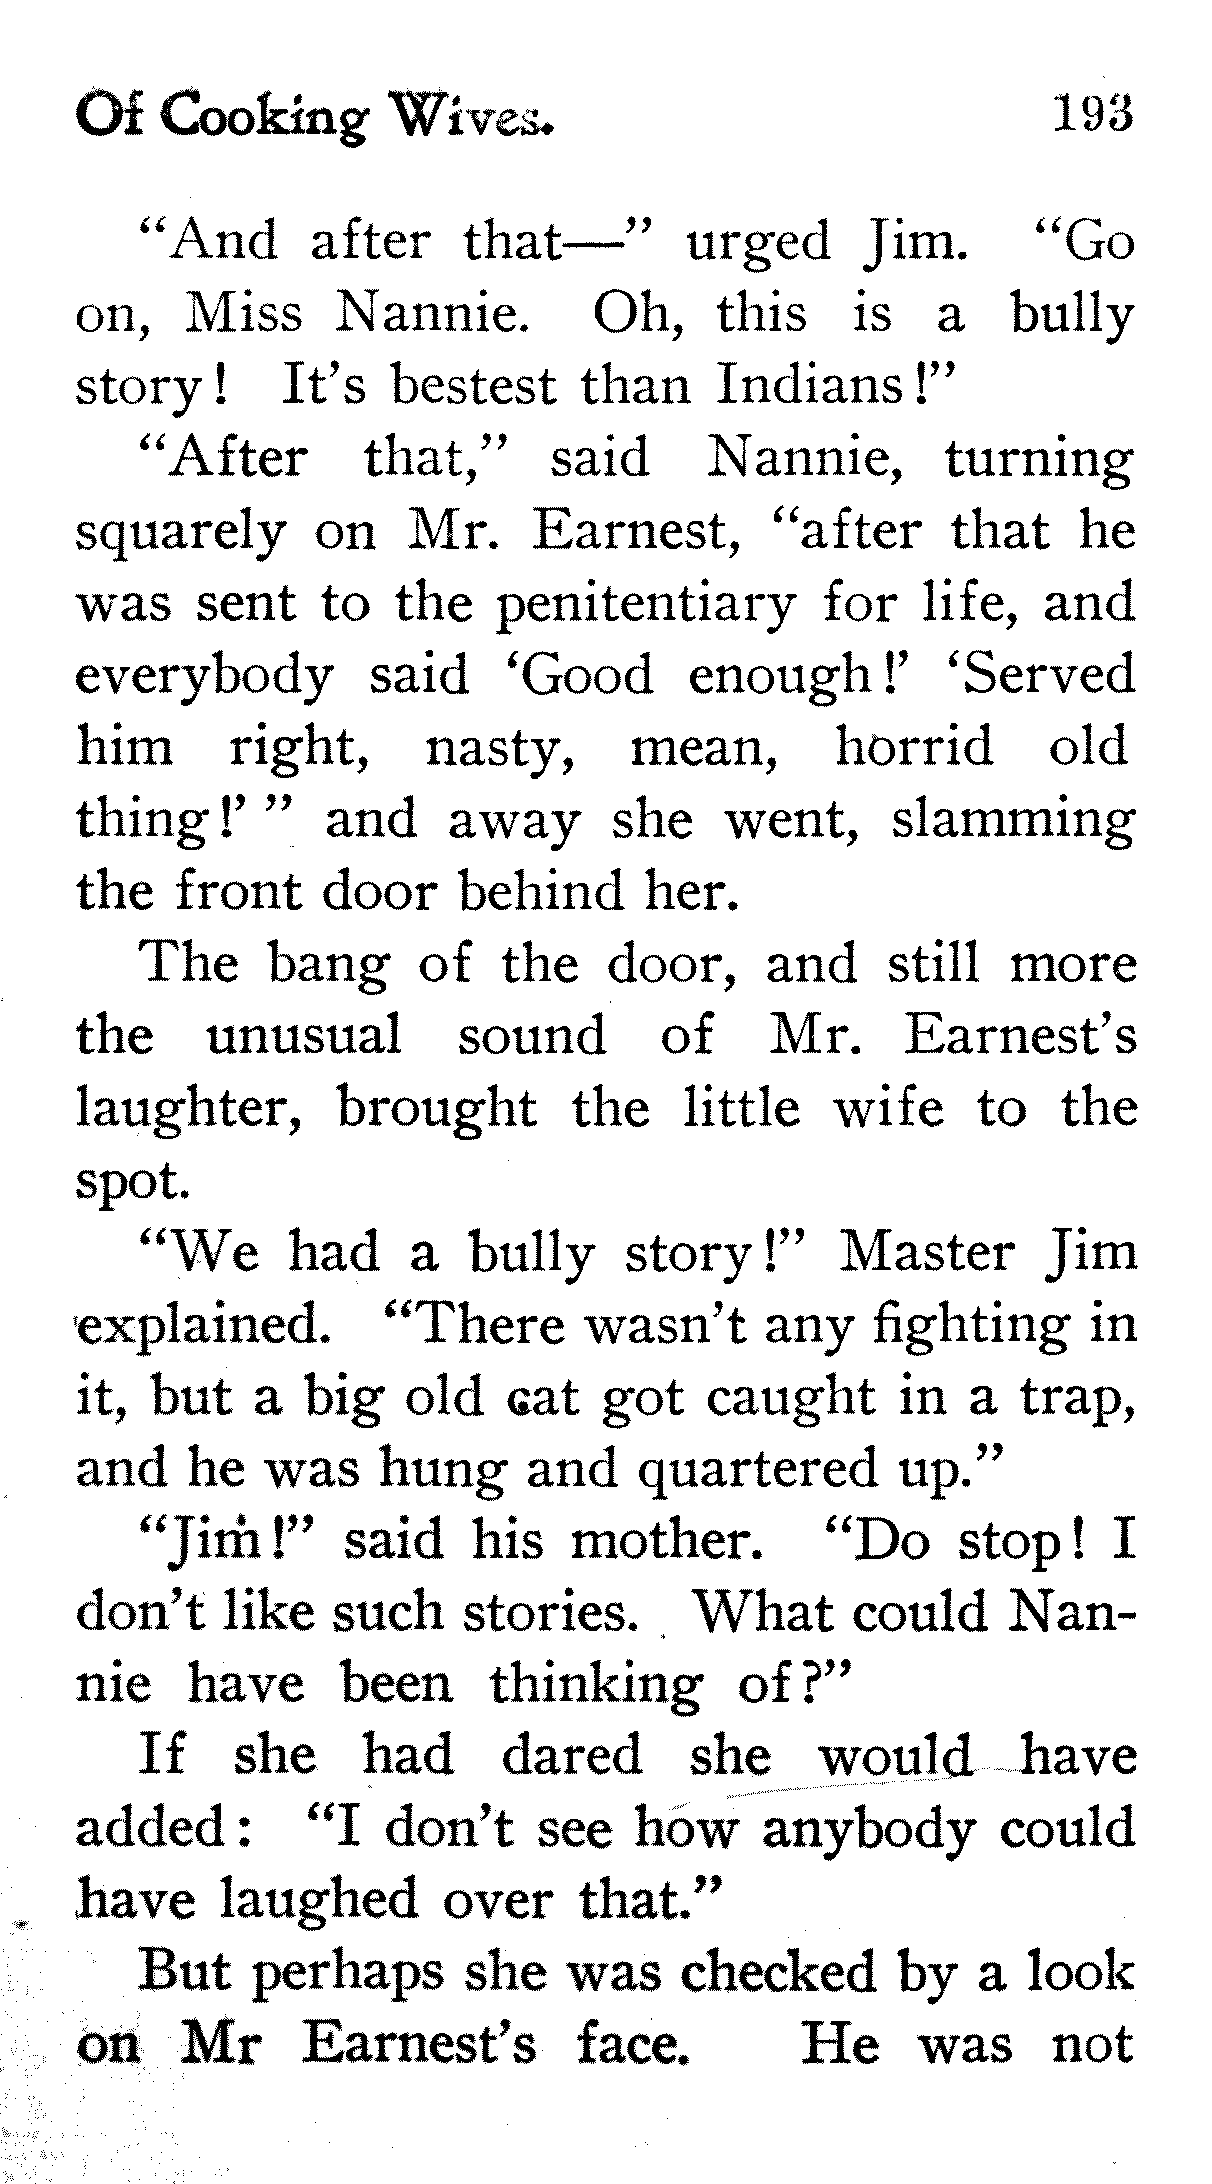 Of Cooking Wives. 193
“And after that—” urged Jim. “Go
on, Miss Nannie. Oh, this is a bully
story! It’s bestest than Indians!”
“After that,” said Nannie, turning
squarely on Mr. Earnest, “after that he
was sent to the penitentiary for life, and
everybody said ‘Good enough!’ ‘Served
him right, nasty, mean, horrid old
thing!’ ” and away she went, slamming
the front door behind her.
The bang of the door, and still more
the unusual sound of Mr. Earnest’s
laughter, brought the little wife to the
spot.
“We had a bully story!” Master Jim
explained. “There wasn’t any fighting in
it, but a big old cat got caught in a trap,
and he was hung and quartered up.”
“Jim!” said his mother. “Do stop! I
don’t like such stories. What could Nan-
nie have been thinking of?”
If she had dared she would have
added: “I don’t see how anybody could
have laughed over that.”
But perhaps she was checked by a look
on Mr Earnest’s face. He was not